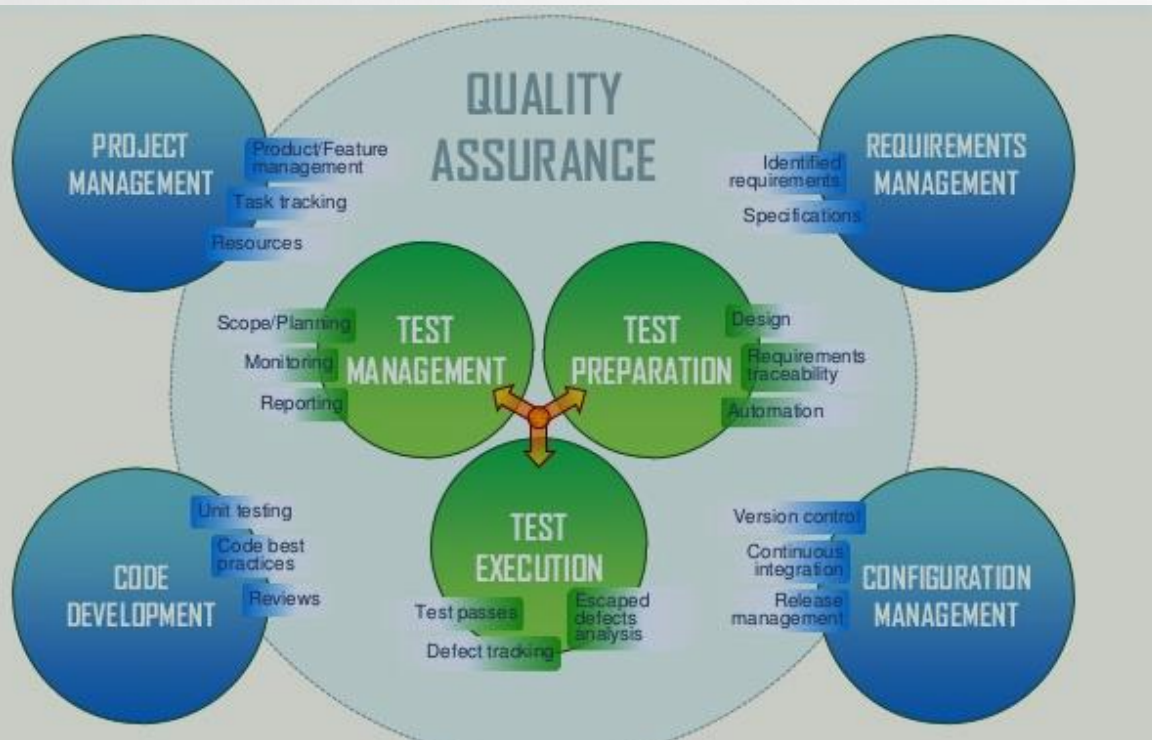 QUALITY
ASSURANCE
PROJECT
MANAGEMENT
Product/Feature
management
Task tracking
Resources
REQUIREMENTS
MANAGEMENT
Identified
requirements
Specifications
TEST
MANAGEMENT
Scope/Planning
Monitoring
Reporting
TEST
PREPARATION
Design
Requirements
traceability
Automation
TEST
EXECUTION
Test passes
Escaped
defects
analysis
Defect tracking
CODE
DEVELOPMENT
Unit testing
Code best
practices
Reviews
CONFIGURATION
MANAGEMENT
Version control
Continuous
integration
Release
management